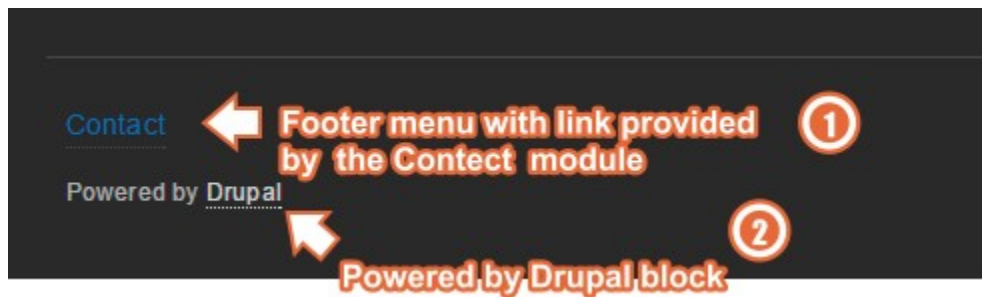 Contact
Footer menu with link provided
by the Contect module
1
Powered by Drupal
2
Powered by Drupal block